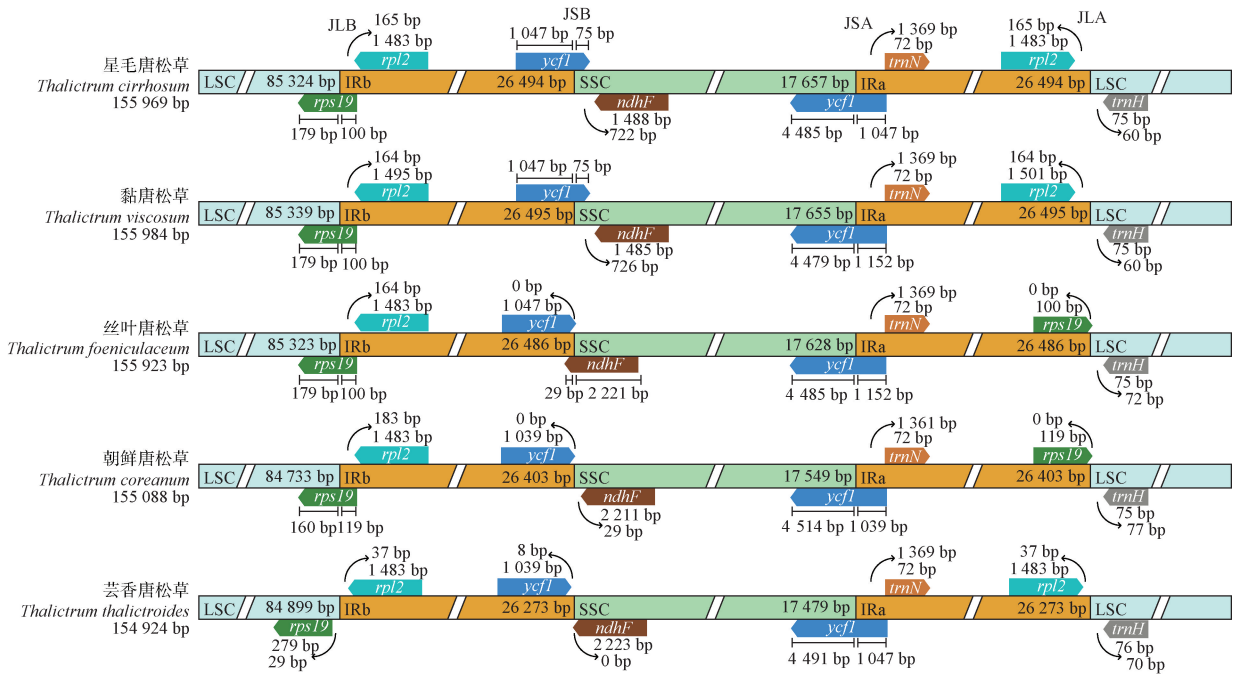 JLB
JSB
JSA
JLA
165 bp
1 483 bp
rpl2
1 047 bp 75 bp
ycf1
1 369 bp
72 bp
trnN
165 bp
1 483 bp
rpl2
星毛唐松草
Thalictrum cirrhosum
155 969 bp
LSC 85 324 bp IRb 26 494 bp SSC 17 657 bp IRa 26 494 bp LSC
rps19
179 bp 100 bp
ndhF
1 488 bp
722 bp
ycf1
4 485 bp 1 047 bp
trnH
75 bp
60 bp
164 bp
1 495 bp
rpl2
1 047 bp 75 bp
ycf1
1 369 bp
72 bp
trnN
164 bp
1 501 bp
rpl2
黏唐松草
Thalictrum viscosum
155 984 bp
LSC 85 339 bp IRb 26 495 bp SSC 17 655 bp IRa 26 495 bp LSC
rps19
179 bp 100 bp
ndhF
1 485 bp
726 bp
ycf1
4 479 bp 1 152 bp
trnH
75 bp
60 bp
164 bp
1 483 bp
rpl2
0 bp
1 047 bp
ycf1
1 369 bp
72 bp
trnN
0 bp
100 bp
rps19
丝叶唐松草
Thalictrum foeniculaceum
155 923 bp
LSC 85 323 bp IRb 26 486 bp SSC 17 628 bp IRa 26 486 bp LSC
rps19
179 bp 100 bp
ndhF
29 bp 2 221 bp
ycf1
4 485 bp 1 152 bp
trnH
75 bp
72 bp
183 bp
1 483 bp
rpl2
0 bp
1 039 bp
ycf1
1 361 bp
72 bp
trnN
0 bp
119 bp
rps19
朝鲜唐松草
Thalictrum coreanum
155 088 bp
LSC 84 733 bp IRb 26 403 bp SSC 17 549 bp IRa 26 403 bp LSC
rps19
160 bp 119 bp
ndhF
2 211 bp
29 bp
ycf1
4 514 bp 1 039 bp
trnH
75 bp
77 bp
37 bp
1 483 bp
rpl2
8 bp
1 039 bp
ycf1
1 369 bp
72 bp
trnN
37 bp
1 483 bp
rpl2
芸香唐松草
Thalictrum thalictroides
154 924 bp
LSC 84 899 bp IRb 26 273 bp SSC 17 479 bp IRa 26 273 bp LSC
rps19
279 bp
29 bp
ndhF
2 223 bp
0 bp
ycf1
4 491 bp 1 047 bp
trnH
76 bp
70 bp